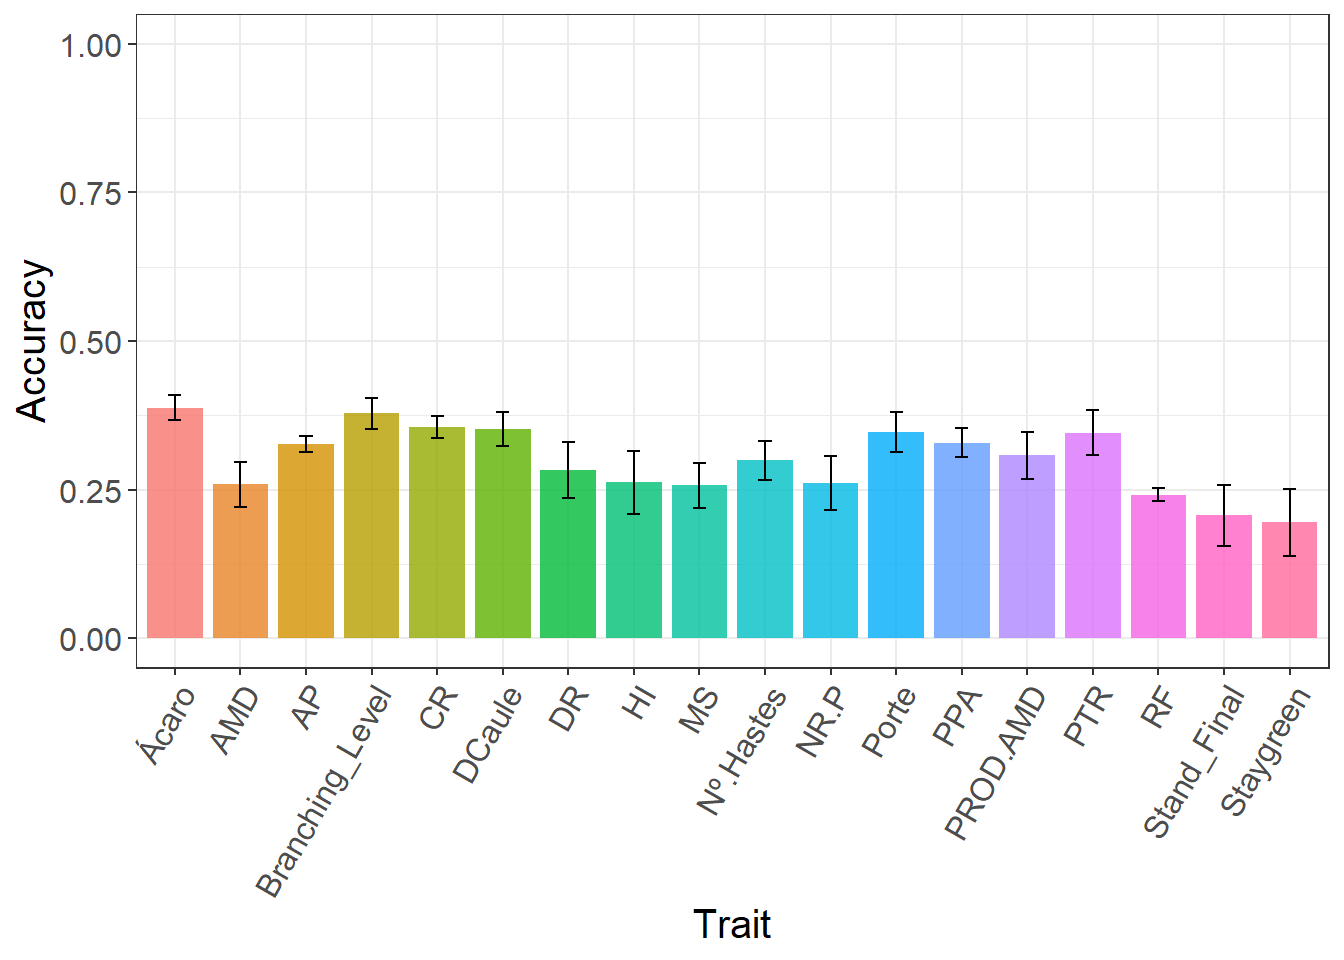 1.00
0.75
0.50
0.25
0.00
Accuracy
Ácaro
AMD
AP
Branching_Level
CR
DCaule
DR
HI
MS
Nº.Hastes
NR.P
Porte
PPA
PROD.AMD
PTR
RF
Stand_Final
Staygreen
Trait